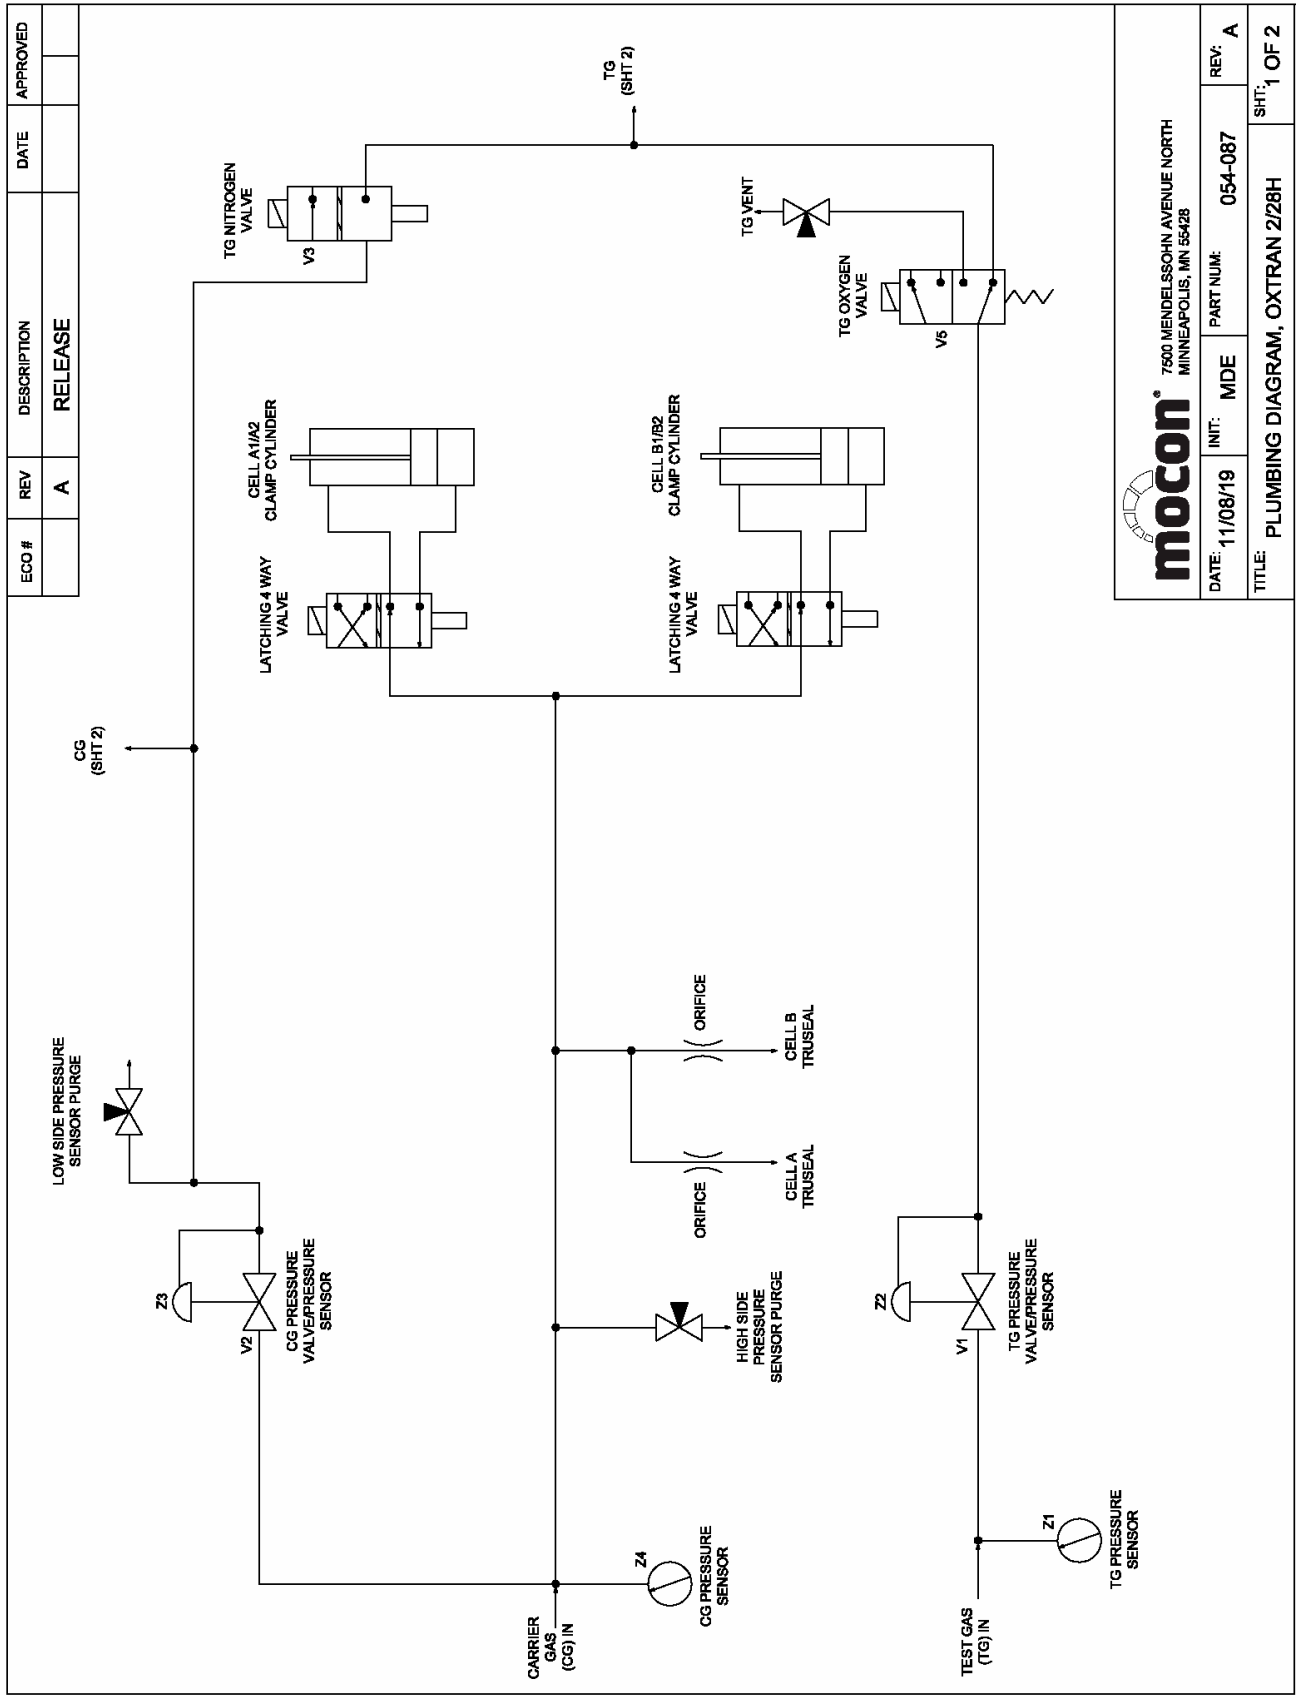 ECO #
REV
DESCRIPTION
DATE
APPROVED
A
RELEASE
LOW SIDE PRESSURE
SENSOR PURGE
CG
(SHT 2)
Z3
V2
CG PRESSURE
VALVE/PRESSURE
SENSOR
LATCHING 4 WAY
VALVE
CELL A1/A2
CLAMP CYLINDER
TG NITROGEN
VALVE
V3
TG
(SHT 2)
CARRIER
GAS
(CG) IN
Z4
CG PRESSURE
SENSOR
HIGH SIDE
PRESSURE
SENSOR PURGE
ORIFICE
CELL A
TRUSEAL
ORIFICE
CELL B
TRUSEAL
LATCHING 4 WAY
VALVE
CELL B1/B2
CLAMP CYLINDER
TG VENT
TG OXYGEN
VALVE
V5
TEST GAS
(TG) IN
Z1
TG PRESSURE
SENSOR
Z2
V1
TG PRESSURE
VALVE/PRESSURE
SENSOR
mocon®
7500 MENDELSSOHN AVENUE NORTH
MINNEAPOLIS, MN 55428
DATE: 11/08/19
INIT: MDE
PART NUM: 054-087
REV: A
TITLE: PLUMBING DIAGRAM, OXTRAN 2/28H
SHT: 1 OF 2